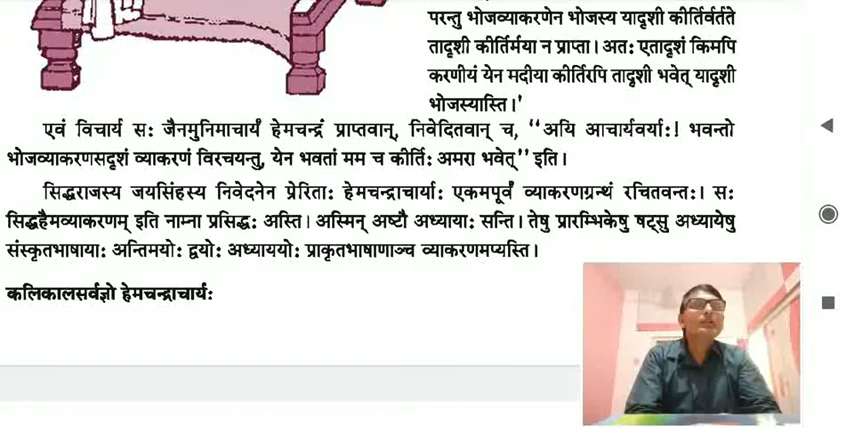 परन्तु भोजव्याकरणेन भोजस्य यादृशी कीर्तिर्वर्तते
तादृशी कीर्तिर्मया न प्राप्ता। अतः एतादृशं किमपि
करणीयं येन मदीया कीर्तिरपि तादृशी भवेत् यादृशी
भोजस्यास्ति।'
एवं विचार्य सः जैनमुनिमाचार्यं हेमचन्द्रं प्राप्तवान्, निवेदितवान् च, "अयि आचार्यवर्याः! भवन्तो
भोजव्याकरणसदृशं व्याकरणं विरचयन्तु, येन भवतां मम च कीर्तिः अमरा भवेत्" इति।
सिद्धराजस्य जयसिंहस्य निवेदनेन प्रेरिताः हेमचन्द्राचार्याः एकमपूर्वं व्याकरणग्रन्थं रचितवन्तः। सः
सिद्धहैमव्याकरणम् इति नाम्ना प्रसिद्धः अस्ति। अस्मिन् अष्टौ अध्यायाः सन्ति। तेषु प्रारम्भिकेषु षट्सु अध्यायेषु
संस्कृतभाषायाः अन्तिमयोः द्वयोः अध्याययोः प्राकृतभाषाणाञ्च व्याकरणमप्यस्ति।
कलिकालसर्वज्ञो हेमचन्द्राचार्यः